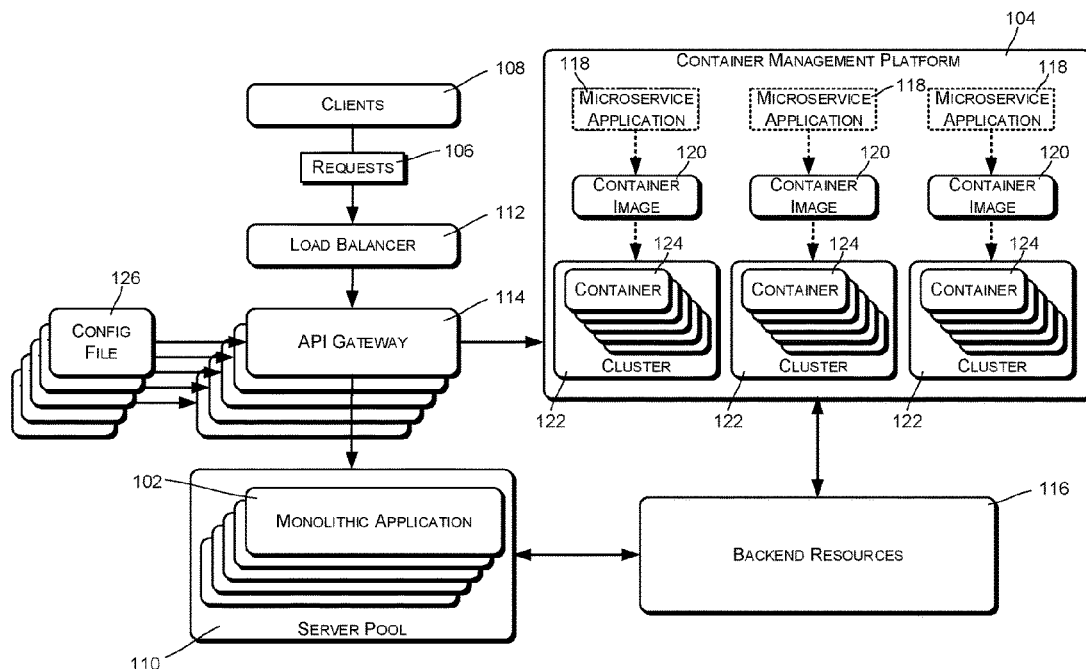 104
CONTAINER MANAGEMENT PLATFORM
108
CLIENTS
118
MICROSERVICE
APPLICATION
118
MICROSERVICE
APPLICATION
118
MICROSERVICE
APPLICATION
106
REQUESTS
120
CONTAINER
IMAGE
120
CONTAINER
IMAGE
120
CONTAINER
IMAGE
112
LOAD BALANCER
124
CONTAINER
CLUSTER
122
124
CONTAINER
CLUSTER
122
124
CONTAINER
CLUSTER
122
126
CONFIG
FILE
114
API GATEWAY
102
MONOLITHIC APPLICATION
SERVER POOL
110
116
BACKEND RESOURCES